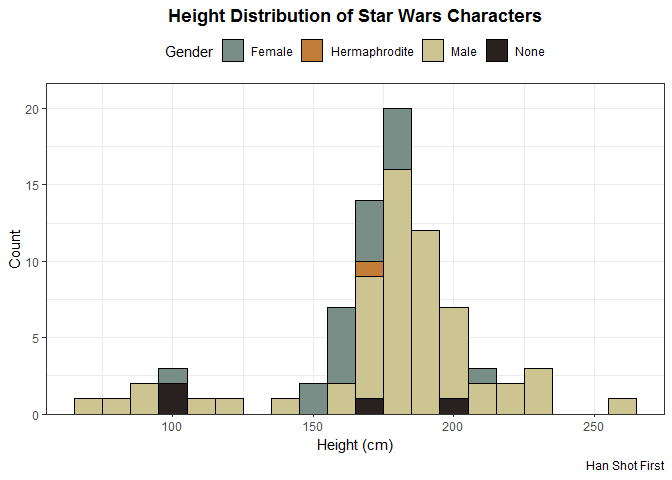 Height Distribution of Star Wars Characters
Gender Female Hermaphrodite Male None
20
15
10
5
0
Count
100 150 200 250
Height (cm)
Han Shot First